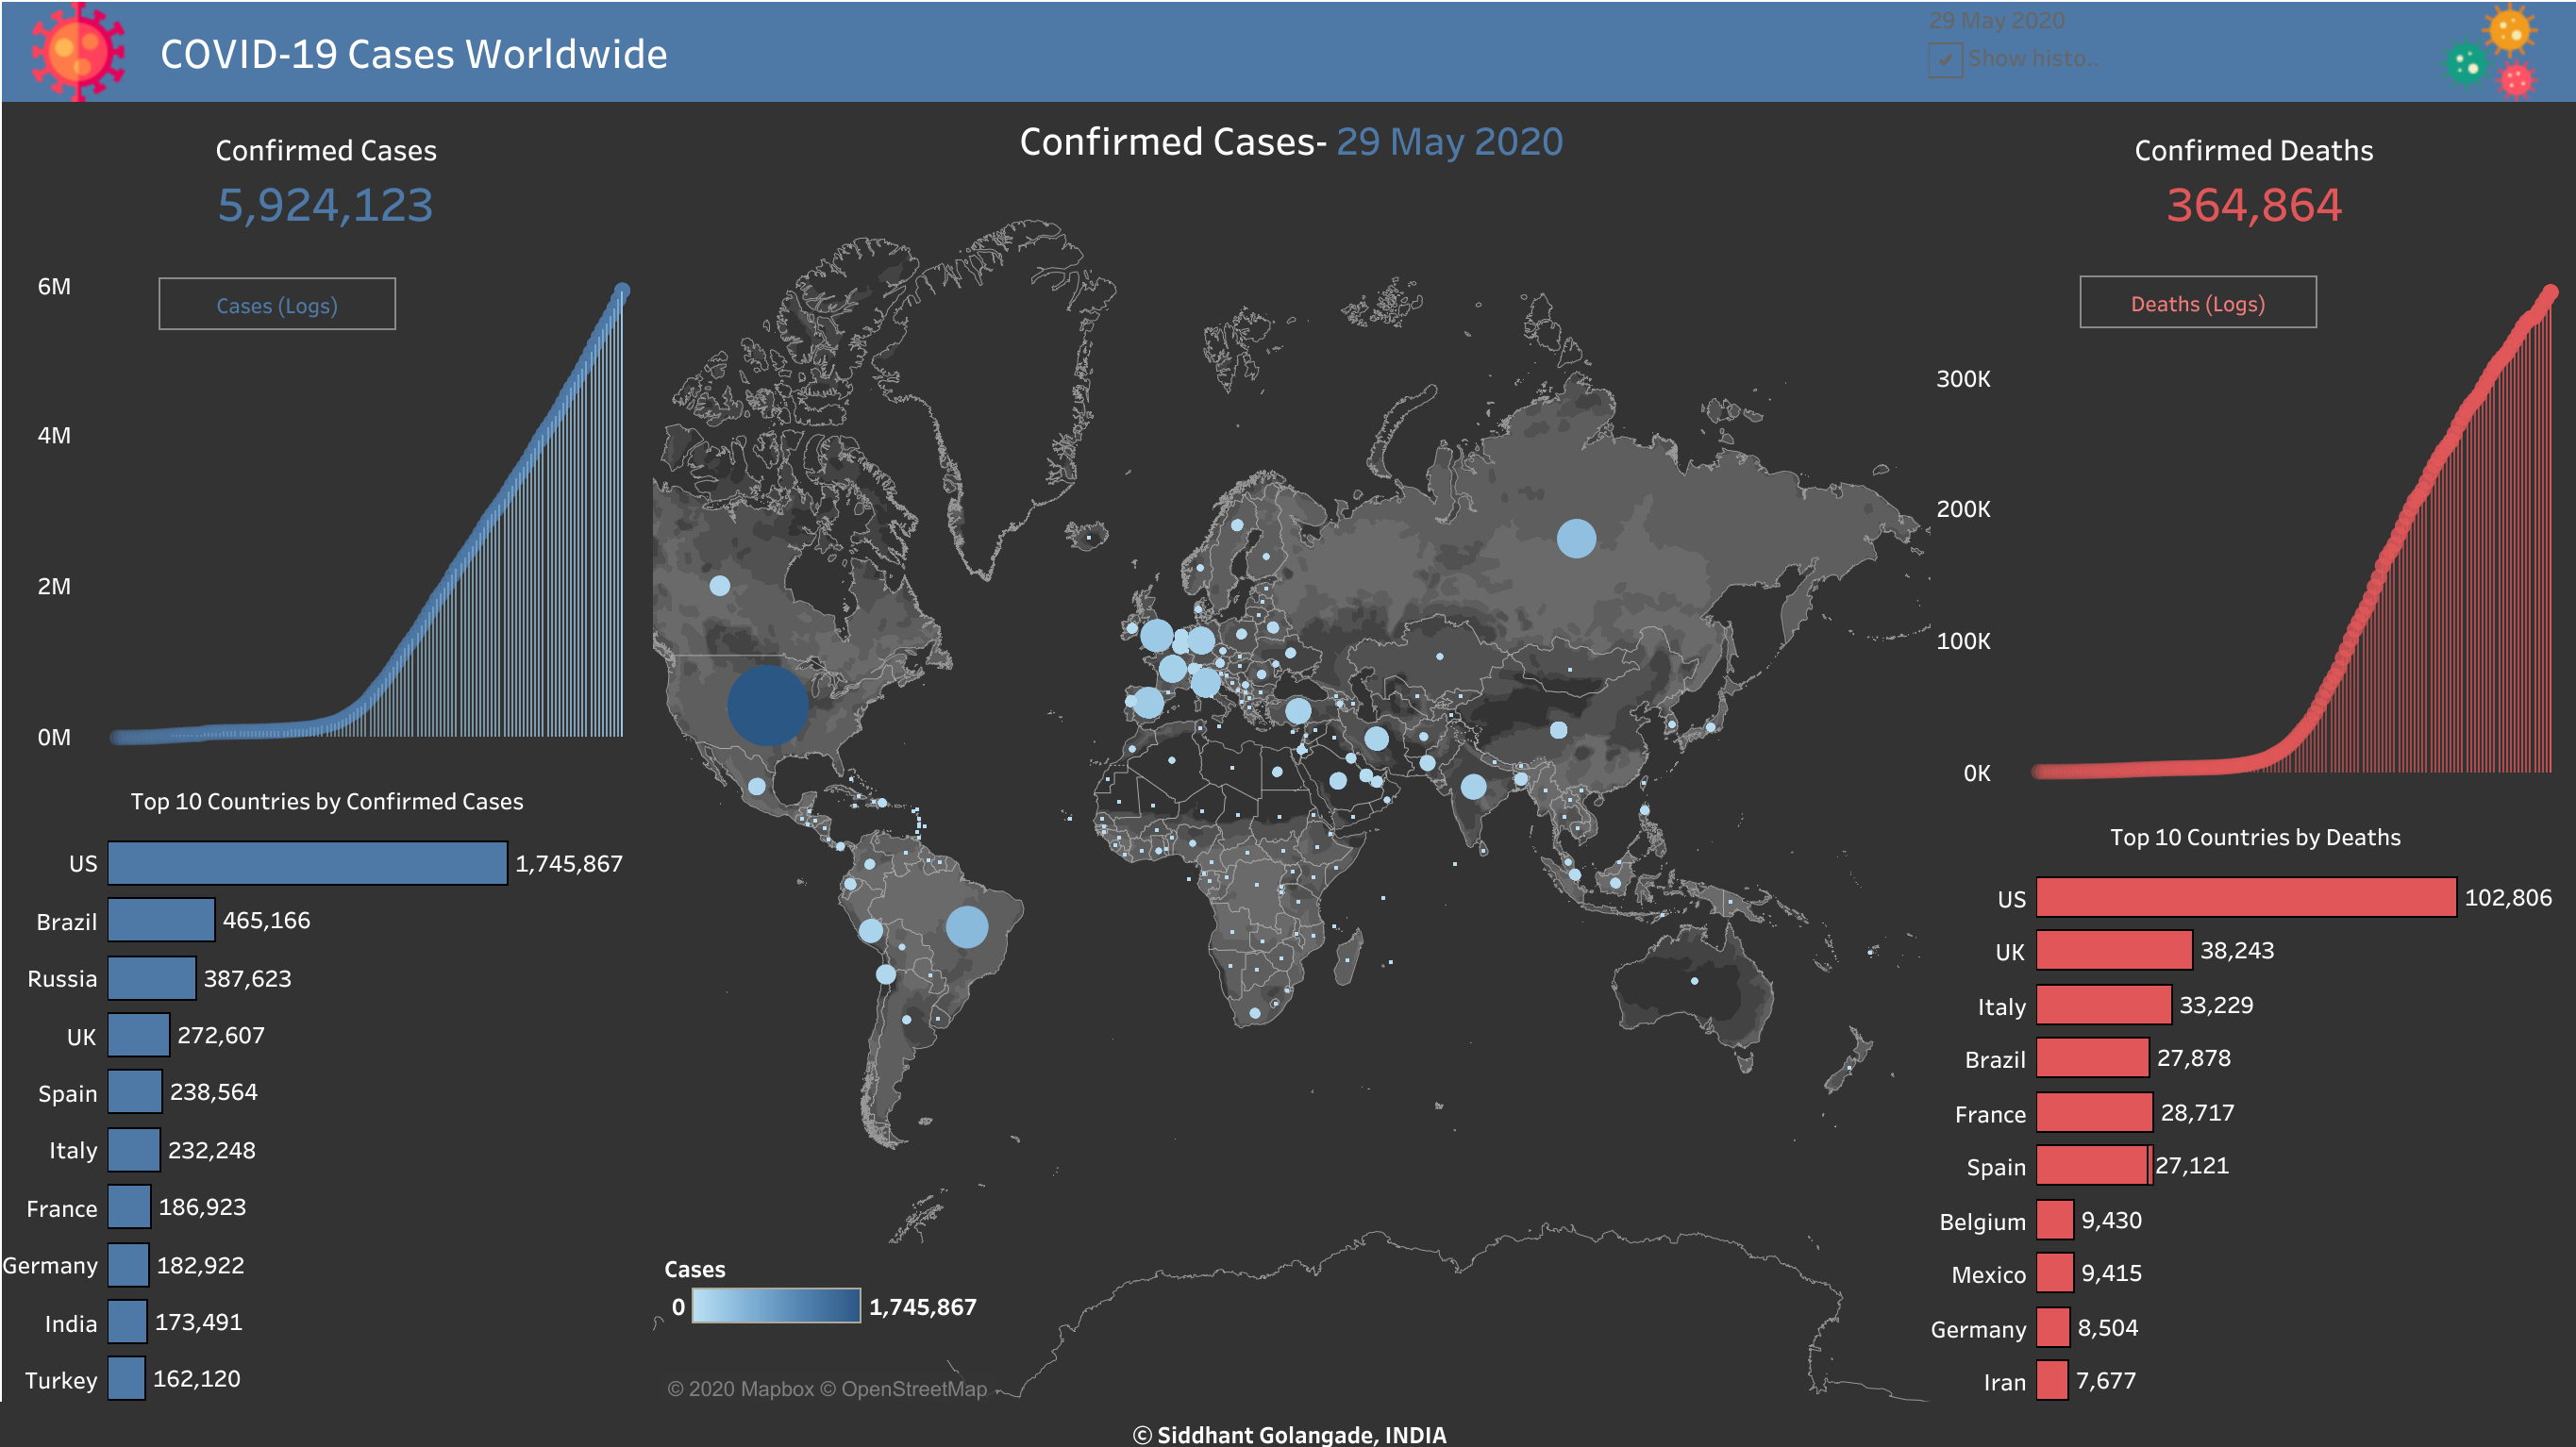 COVID-19 Cases Worldwide
29 May 2020
✔ Show histo..
Confirmed Cases
5,924,123
Cases (Logs)
6M
4M
2M
0M
Top 10 Countries by Confirmed Cases
US 1,745,867
Brazil 465,166
Russia 387,623
UK 272,607
Spain 238,564
Italy 232,248
France 186,923
Germany 182,922
India 173,491
Turkey 162,120
Confirmed Cases- 29 May 2020
Cases
0 1,745,867
© 2020 Mapbox © OpenStreetMap
Confirmed Deaths
364,864
Deaths (Logs)
300K
200K
100K
0K
Top 10 Countries by Deaths
US 102,806
UK 38,243
Italy 33,229
Brazil 27,878
France 28,717
Spain 27,121
Belgium 9,430
Mexico 9,415
Germany 8,504
Iran 7,677
© Siddhant Golangade, INDIA